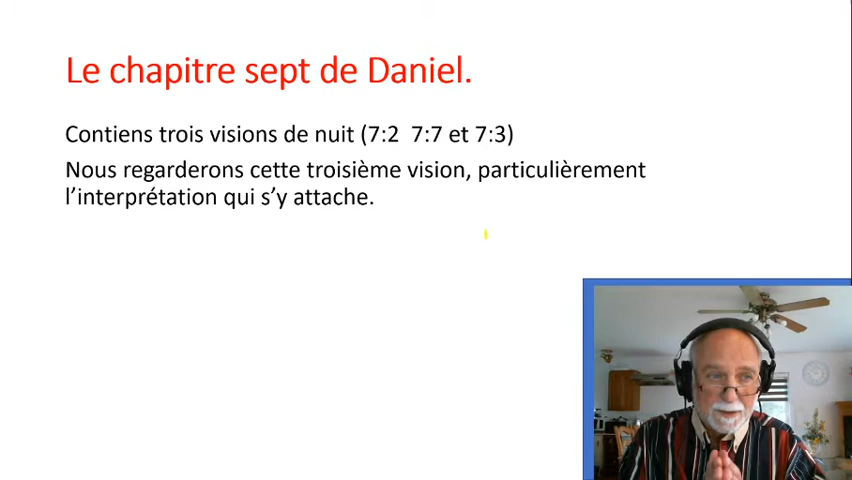 Le chapitre sept de Daniel.
Contiens trois visions de nuit (7:2  7:7 et 7:3)
Nous regarderons cette troisième vision, particulièrement
l’interprétation qui s’y attache.